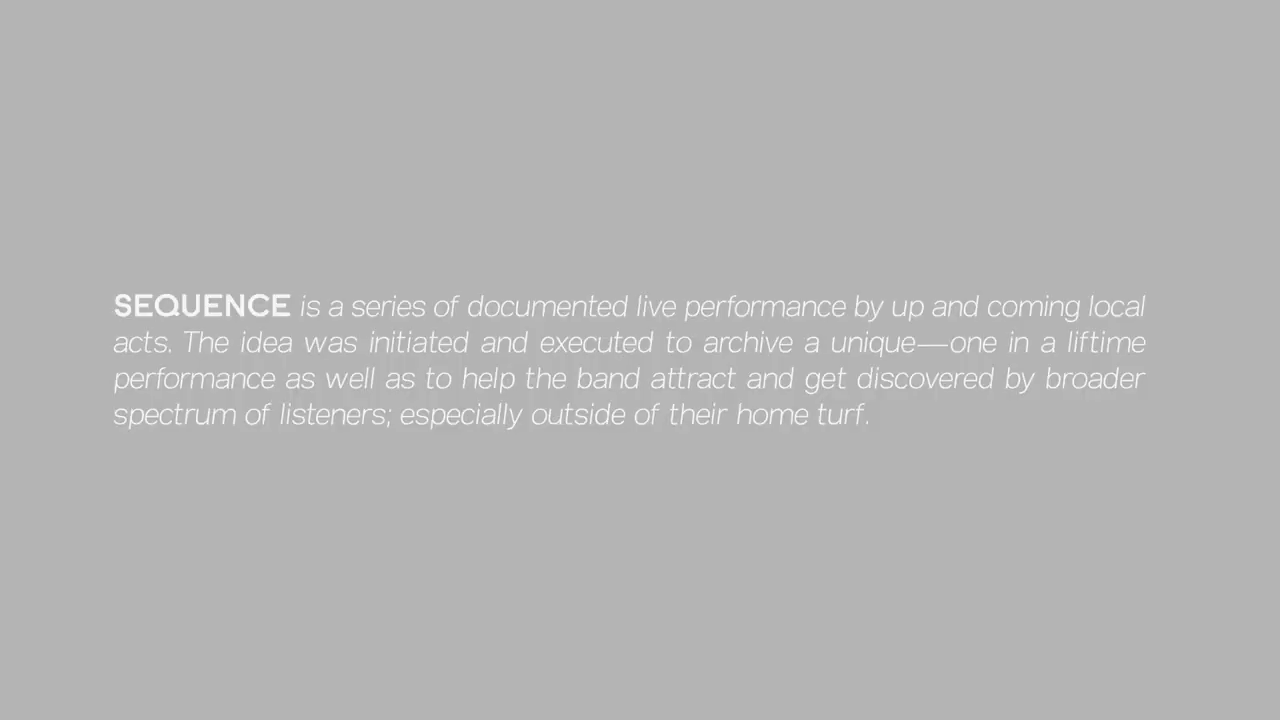 SEQUENCE is a series of documented live performance by up and coming local
acts. The idea was initiated and executed to archive a unique—one in a liftime
performance as well as to help the band attract and get discovered by broader
spectrum of listeners; especially outside of their home turf.